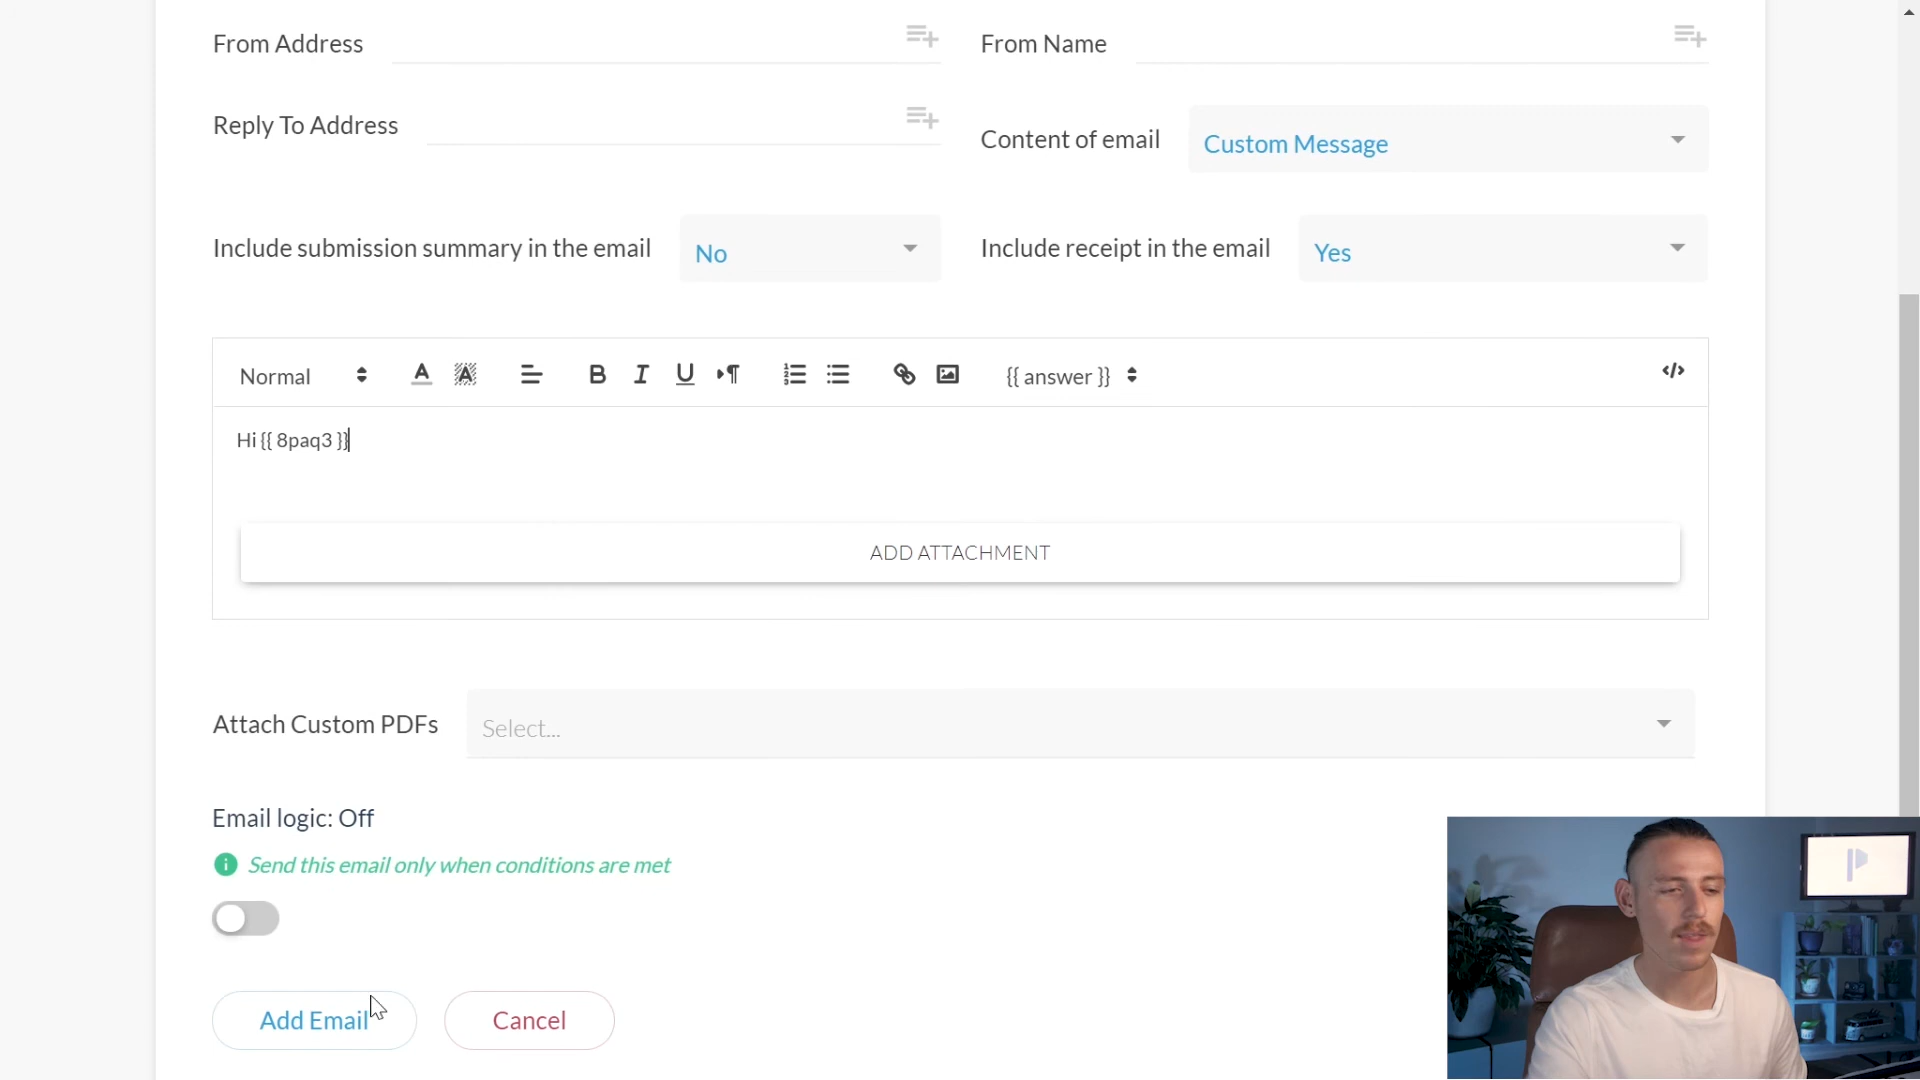 From Address
From Name
Reply To Address
Content of email
Custom Message
Include submission summary in the email
No
Include receipt in the email
Yes
Normal
{{ answer }}
Hi {{ 8paq3 }}
ADD ATTACHMENT
Attach Custom PDFs
Select...
Email logic: Off
Send this email only when conditions are met
Add Email
Cancel